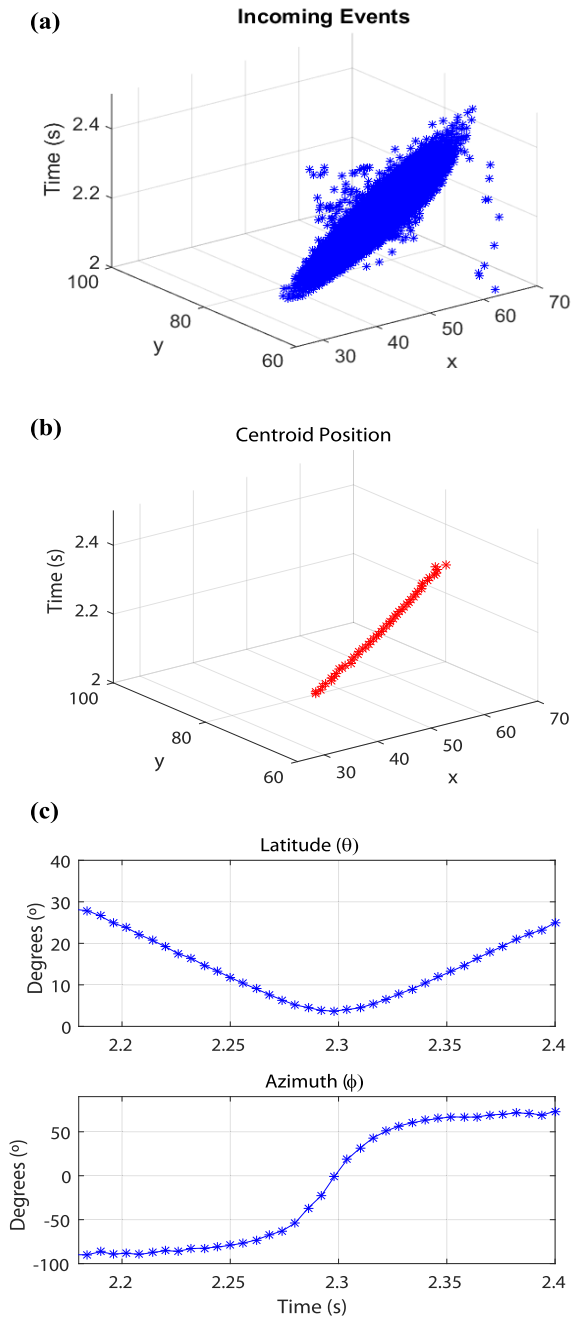 (a)
Incoming Events
Time (s)
2.4
2.2
2
100
80
60
y
30
40
50
60
70
x
(b)
Centroid Position
Time (s)
2.4
2.2
2
100
80
60
y
30
40
50
60
70
x
(c)
Latitude (θ)
Degrees (º)
40
30
20
10
0
2.2
2.25
2.3
2.35
2.4
Azimuth (ϕ)
Degrees (º)
50
0
-50
-100
2.2
2.25
2.3
2.35
2.4
Time (s)